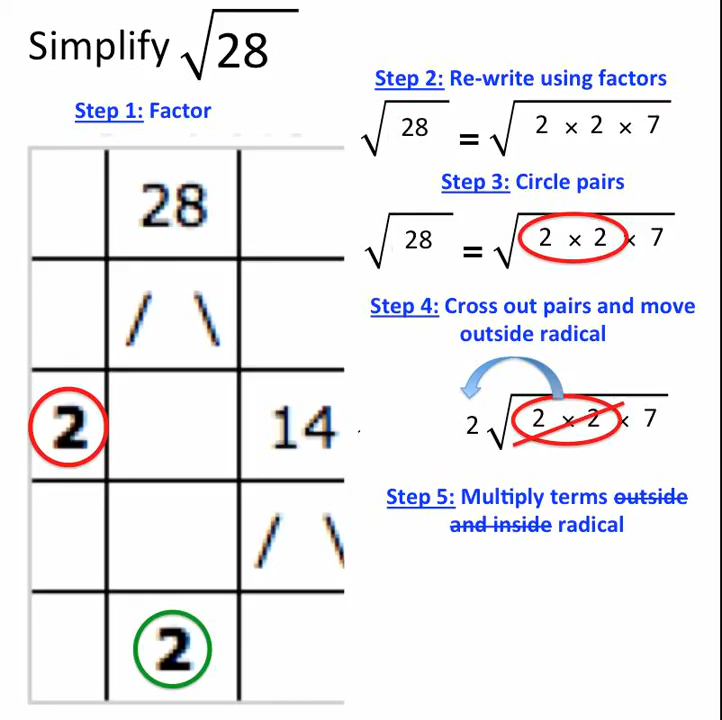 Simplify √28
Step 1: Factor
28
/ \
2 14
/ \
2
Step 2: Re-write using factors
√28 = √2 × 2 × 7
Step 3: Circle pairs
√28 = √2 × 2 × 7
Step 4: Cross out pairs and move
outside radical
2√2 × 2 × 7
Step 5: Multiply terms outside
and inside radical